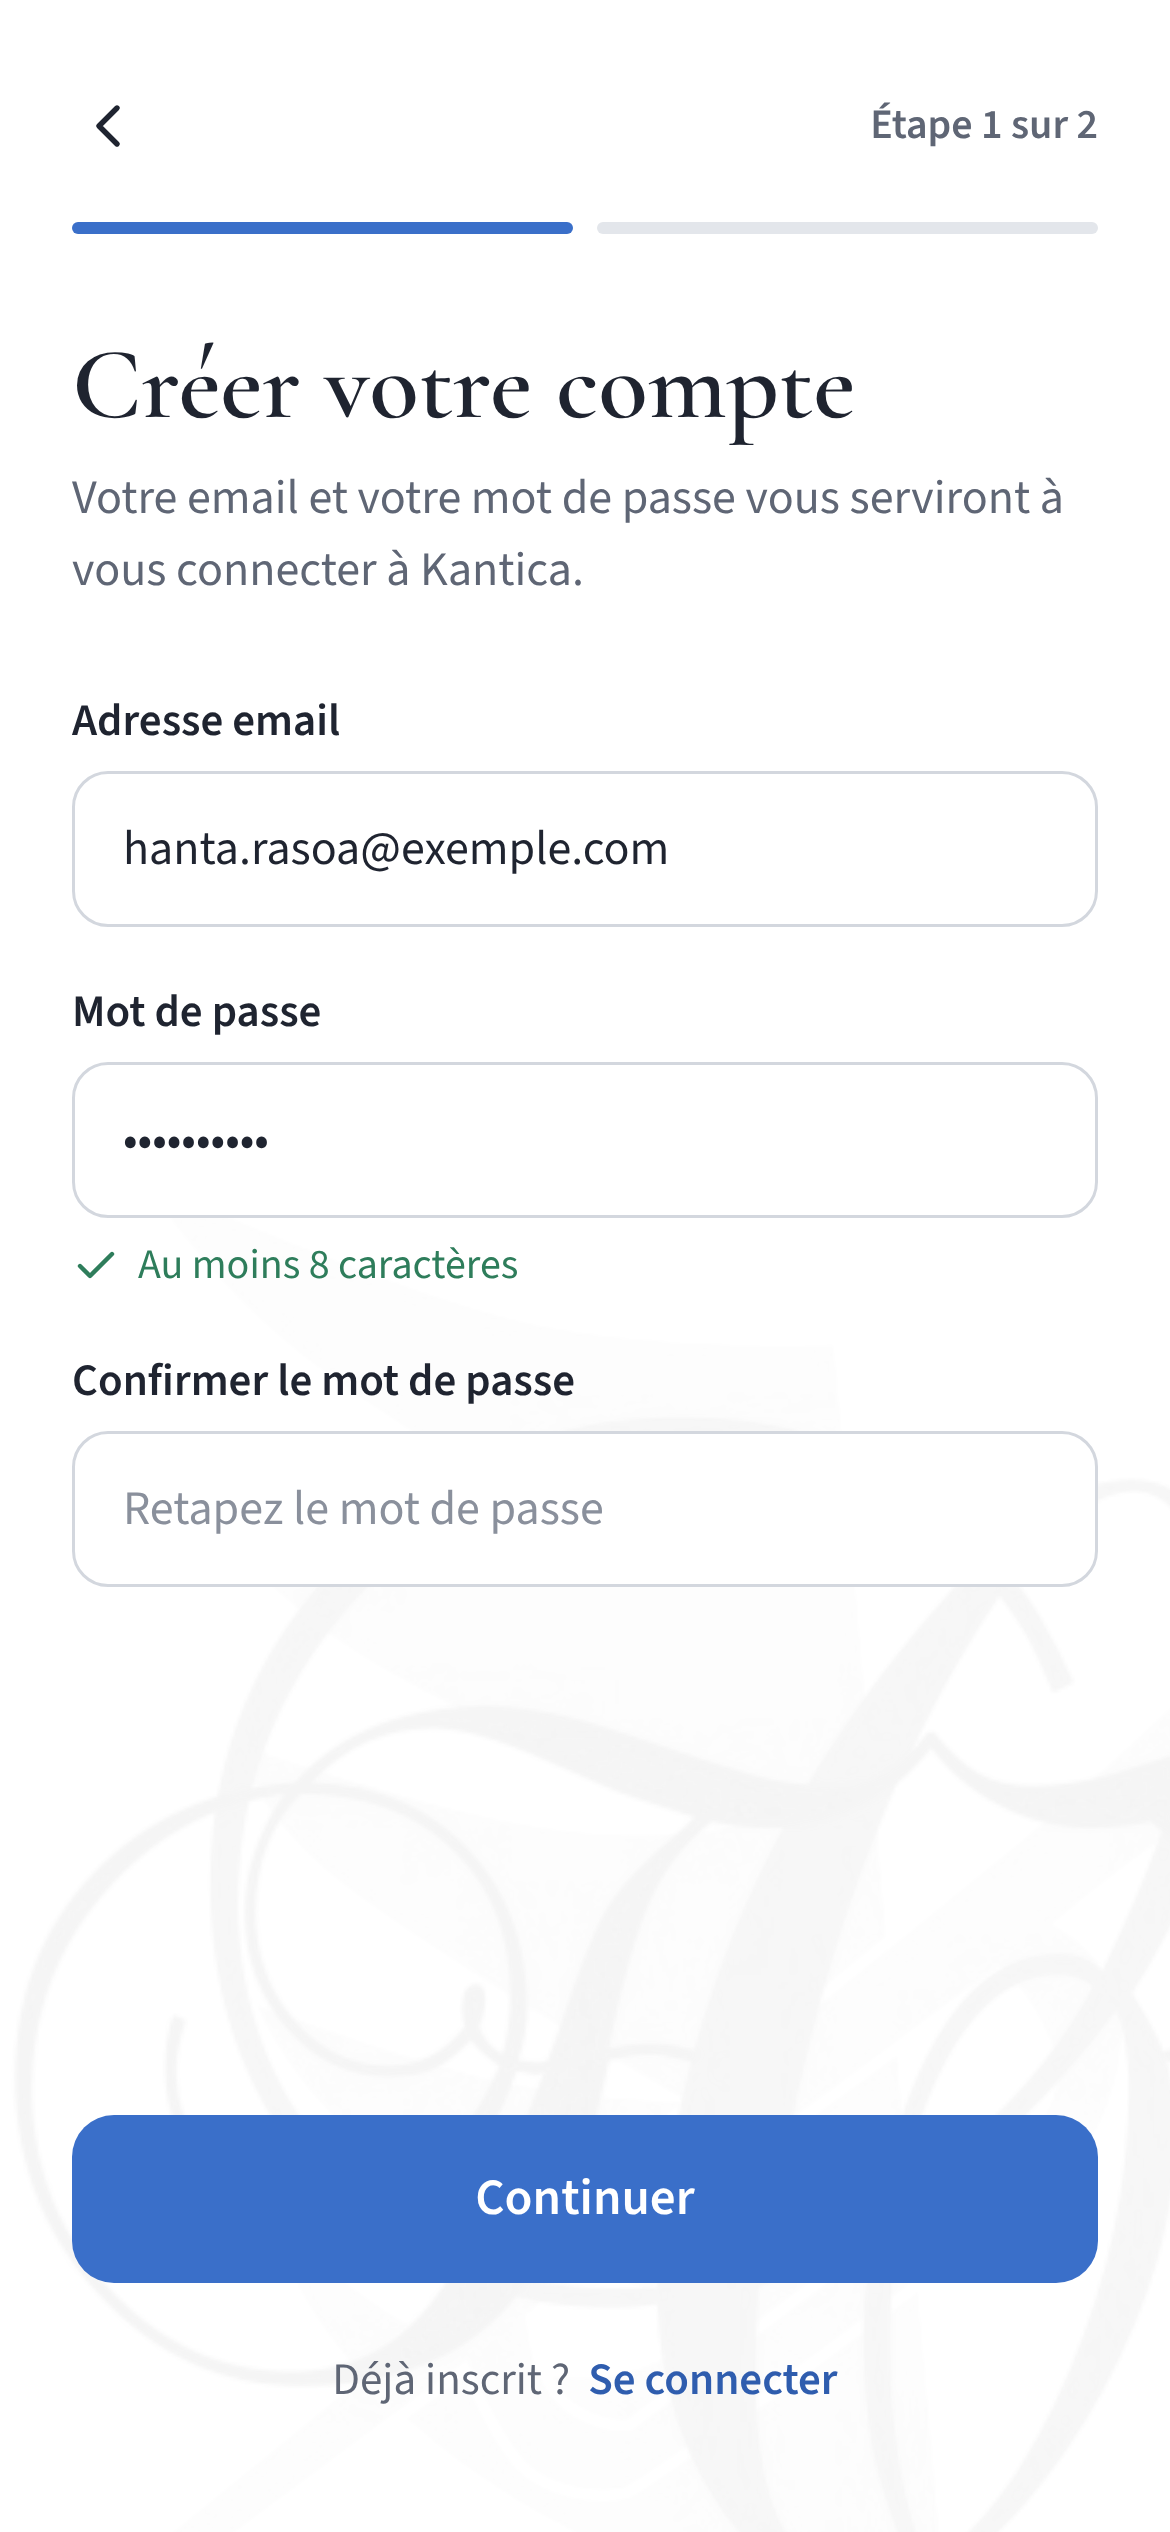 Étape 1 sur 2
Créer votre compte
Votre email et votre mot de passe vous serviront à
vous connecter à Kantica.
Adresse email
hanta.rasoa@exemple.com
Mot de passe
••••••••••
Au moins 8 caractères
Confirmer le mot de passe
Retapez le mot de passe
Continuer
Déjà inscrit ? Se connecter